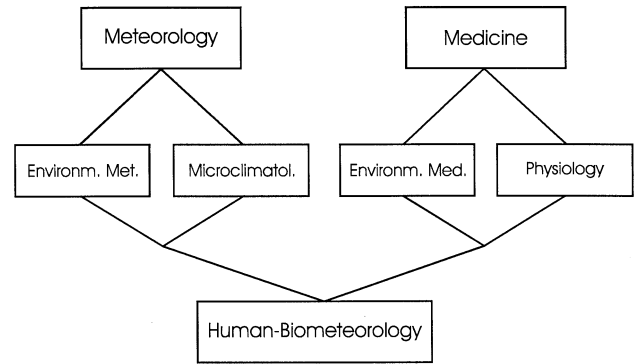 Meteorology
Medicine
Environm. Met.
Microclimatol.
Environm. Med.
Physiology
Human-Biometeorology